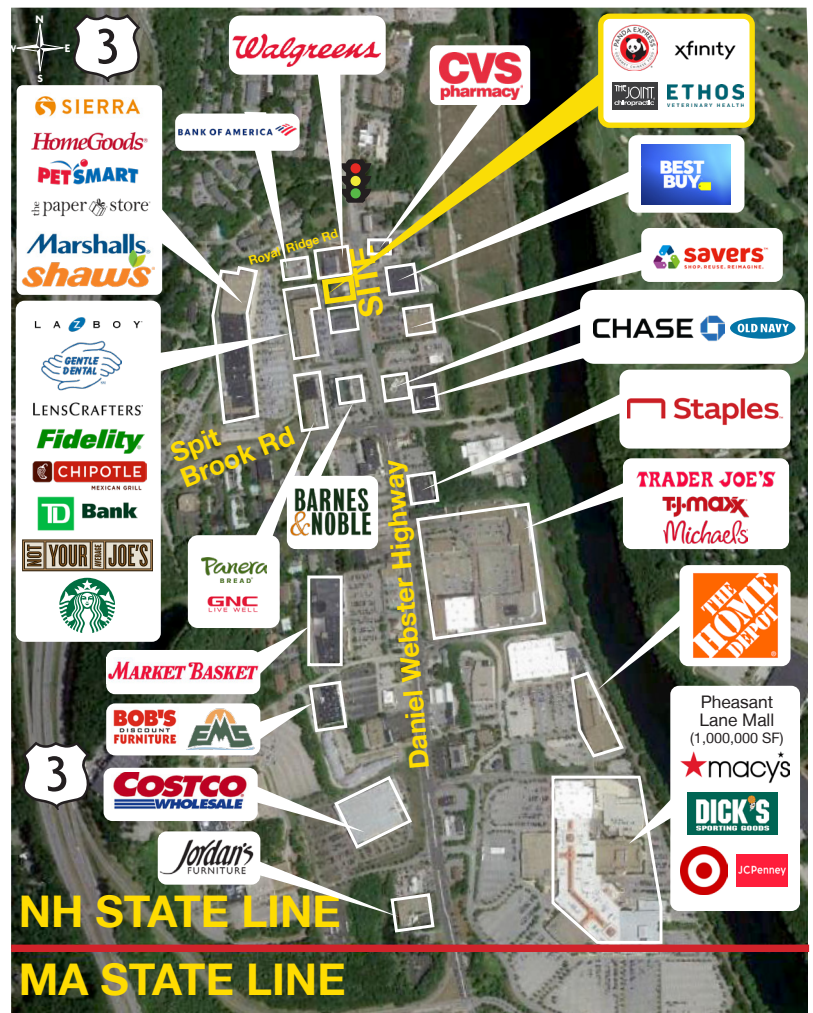 N
W
E
S
3
Walgreens
CVS
pharmacy
PANDA EXPRESS
xfinity
THE JOINT
chiropractic
ETHOS
VETERINARY HEALTH
SIERRA
HomeGoods
PETSMART
the paper store
Marshalls
shaw's
BANK OF AMERICA
BEST
BUY
savers
SHOP. REUSE. REIMAGINE.
Royal Ridge Rd
SITE
LA Z BOY
GENTLE
DENTAL
LENSCRAFTERS
Fidelity
CHIPOTLE
MEXICAN GRILL
TD Bank
NOT YOUR AVERAGE JOE'S
CHASE
OLD NAVY
Staples
Spit
Brook Rd
BARNES
&NOBLE
Panera
BREAD
GNC
LIVE WELL
TRADER JOE'S
T.J.maxx
Michaels
Daniel Webster Highway
THE
HOME
DEPOT
MARKET BASKET
BOB'S
DISCOUNT
FURNITURE
EMS
3
COSTCO
WHOLESALE
Jordan's
FURNITURE
Pheasant
Lane Mall
(1,000,000 SF)
macy's
DICK'S
SPORTING GOODS
JCPenney
NH STATE LINE
MA STATE LINE